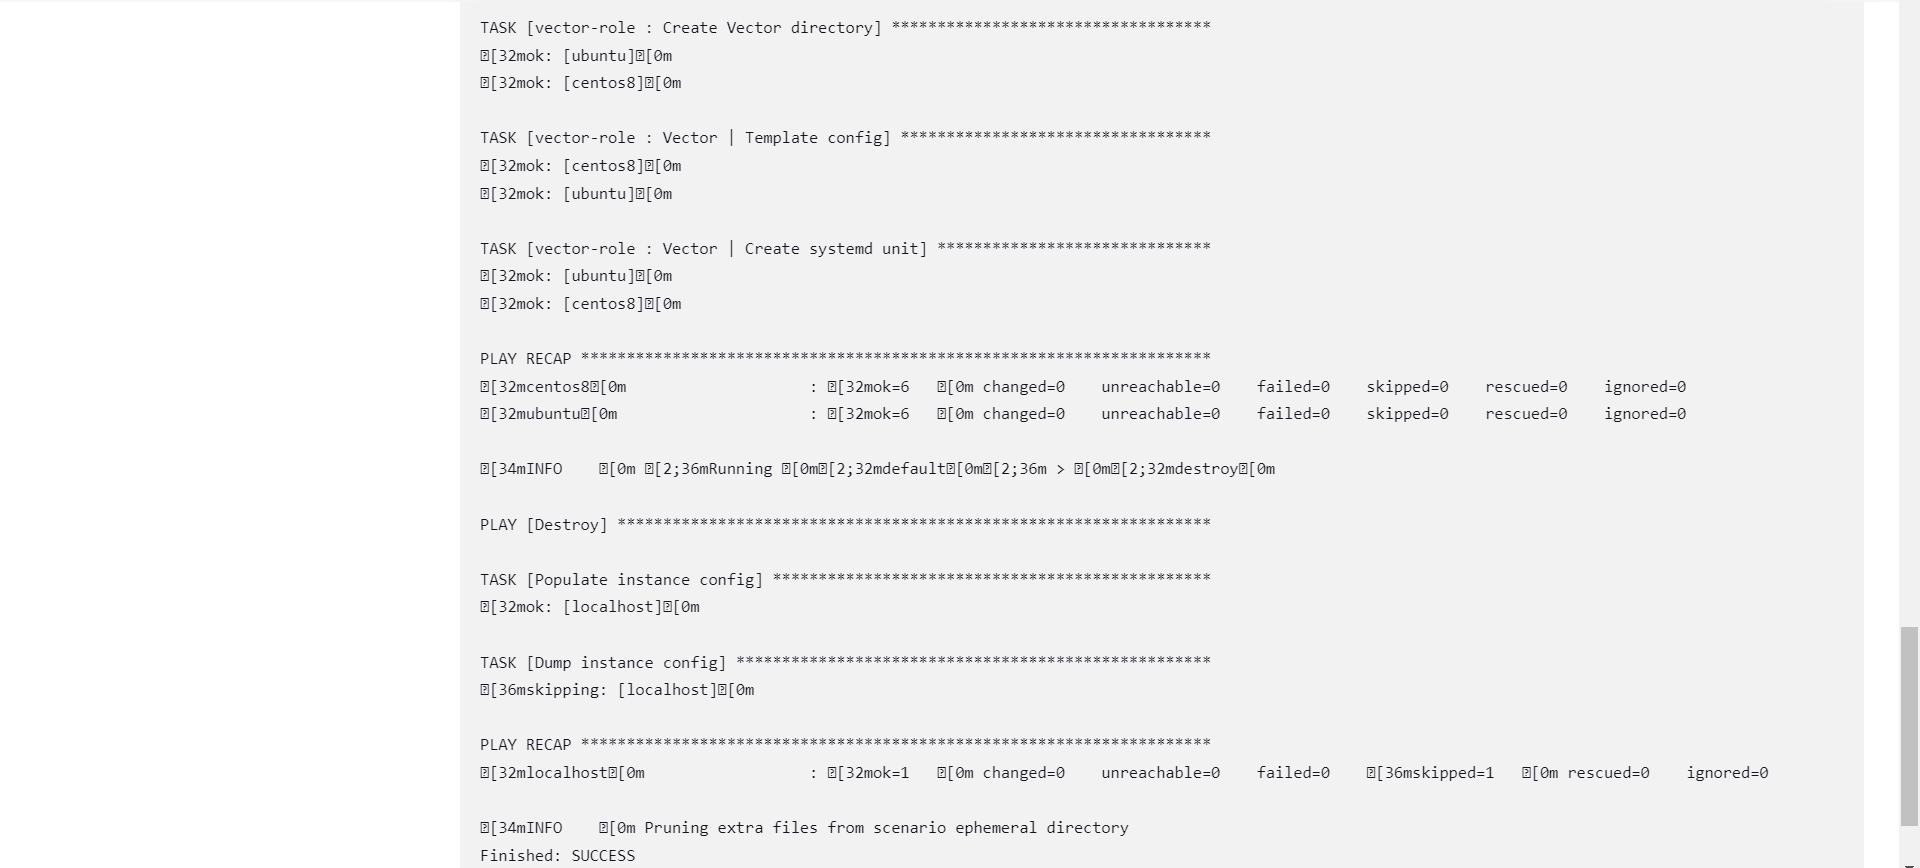 TASK [vector-role : Create Vector directory] ***********************************
�[32mok: [ubuntu]�[0m
�[32mok: [centos8]�[0m
TASK [vector-role : Vector | Template config] **********************************
�[32mok: [centos8]�[0m
�[32mok: [ubuntu]�[0m
TASK [vector-role : Vector | Create systemd unit] ******************************
�[32mok: [ubuntu]�[0m
�[32mok: [centos8]�[0m
PLAY RECAP *********************************************************************
�[32mcentos8�[0m                    : �[32mok=6   �[0m changed=0    unreachable=0    failed=0    skipped=0    rescued=0    ignored=0
�[32mubuntu�[0m                     : �[32mok=6   �[0m changed=0    unreachable=0    failed=0    skipped=0    rescued=0    ignored=0
�[34mINFO    �[0m �[2;36mRunning �[0m�[2;32mdefault�[0m�[2;36m > �[0m�[2;32mdestroy�[0m
PLAY [Destroy] *****************************************************************
TASK [Populate instance config] ************************************************
�[32mok: [localhost]�[0m
TASK [Dump instance config] ****************************************************
�[36mskipping: [localhost]�[0m
PLAY RECAP *********************************************************************
�[32mlocalhost�[0m                  : �[32mok=1   �[0m changed=0    unreachable=0    failed=0    �[36mskipped=1   �[0m rescued=0    ignored=0
�[34mINFO    �[0m Pruning extra files from scenario ephemeral directory
Finished: SUCCESS